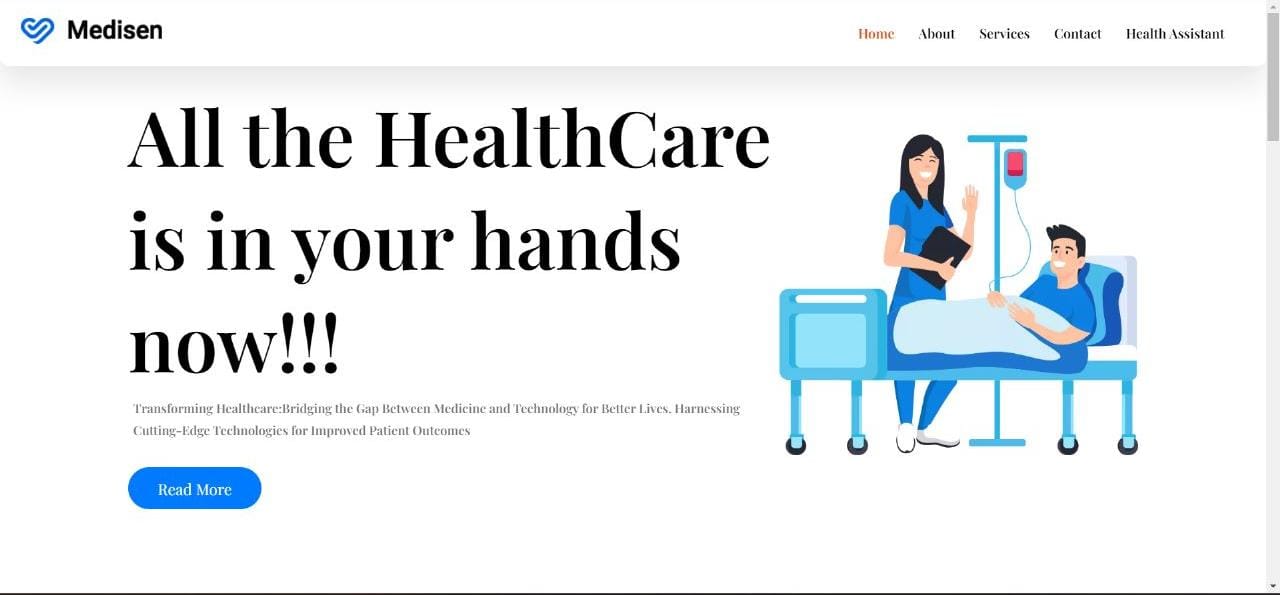 Medisen
Home About Services Contact Health Assistant
All the HealthCare
is in your hands
now!!!
Transforming Healthcare:Bridging the Gap Between Medicine and Technology for Better Lives. Harnessing
Cutting-Edge Technologies for Improved Patient Outcomes
Read More